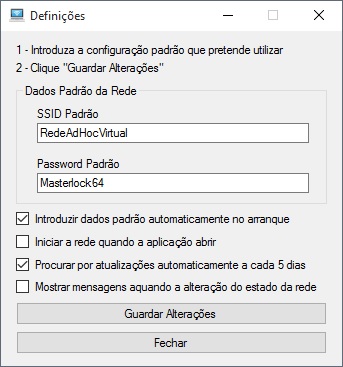 Definições
1 - Introduza a configuração padrão que pretende utilizar
2 - Clique "Guardar Alterações"
Dados Padrão da Rede
SSID Padrão
RedeAdHocVirtual
Password Padrão
Masterlock64
Introduzir dados padrão automaticamente no arranque
Iniciar a rede quando a aplicação abrir
Procurar por atualizações automaticamente a cada 5 dias
Mostrar mensagens aquando a alteração do estado da rede
Guardar Alterações
Fechar